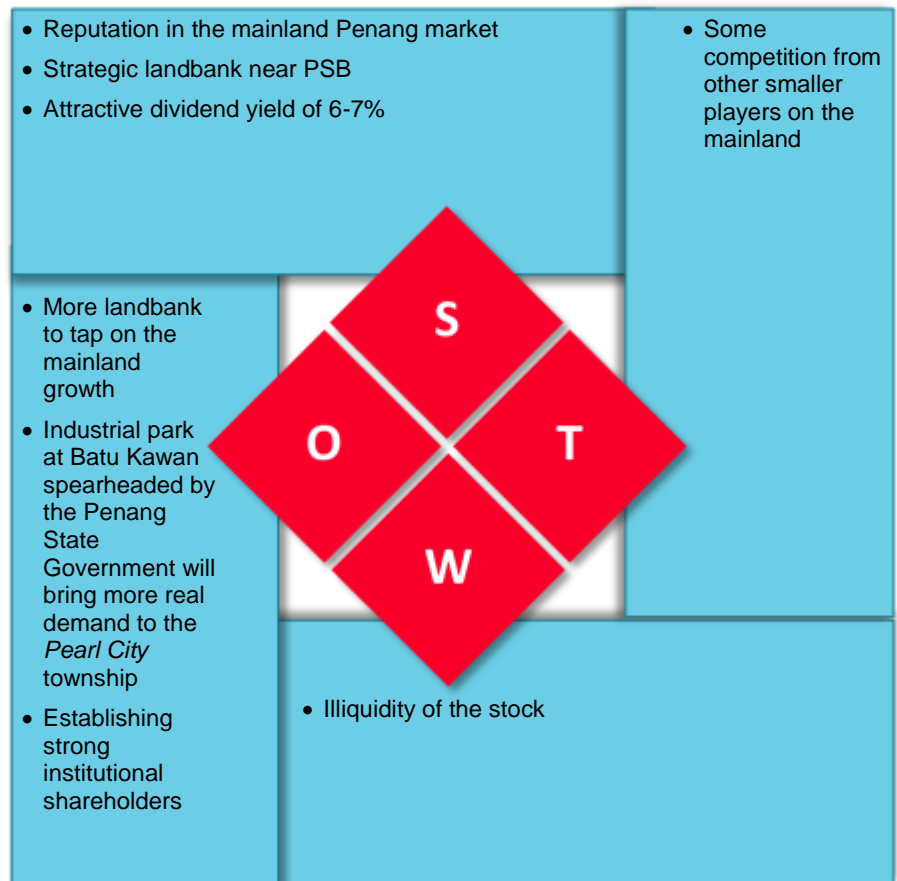 • Reputation in the mainland Penang market
• Strategic landbank near PSB
• Attractive dividend yield of 6-7%
• Some
competition from
other smaller
players on the
mainland
S
• More landbank
to tap on the
mainland
growth
• Industrial park
at Batu Kawan
spearheaded by
the Penang
State
Government will
bring more real
demand to the
Pearl City
township
• Establishing
strong
institutional
shareholders
O
T
W
• Illiquidity of the stock